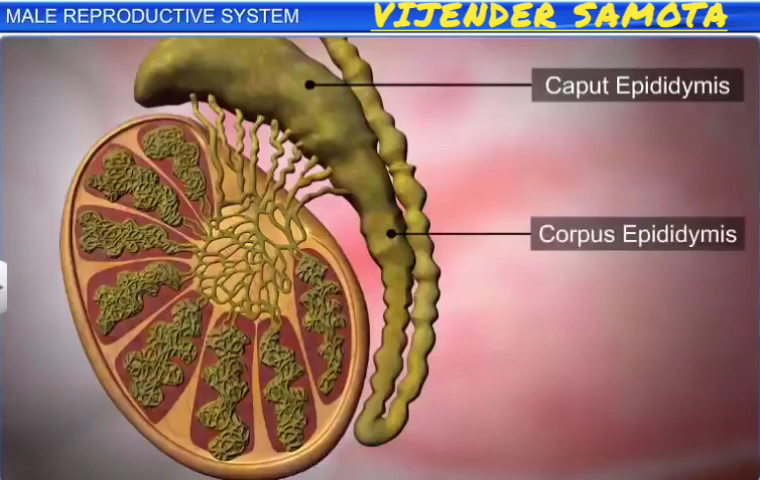 MALE REPRODUCTIVE SYSTEM
VIJENDER SAMOTA
Caput Epididymis
Corpus Epididymis